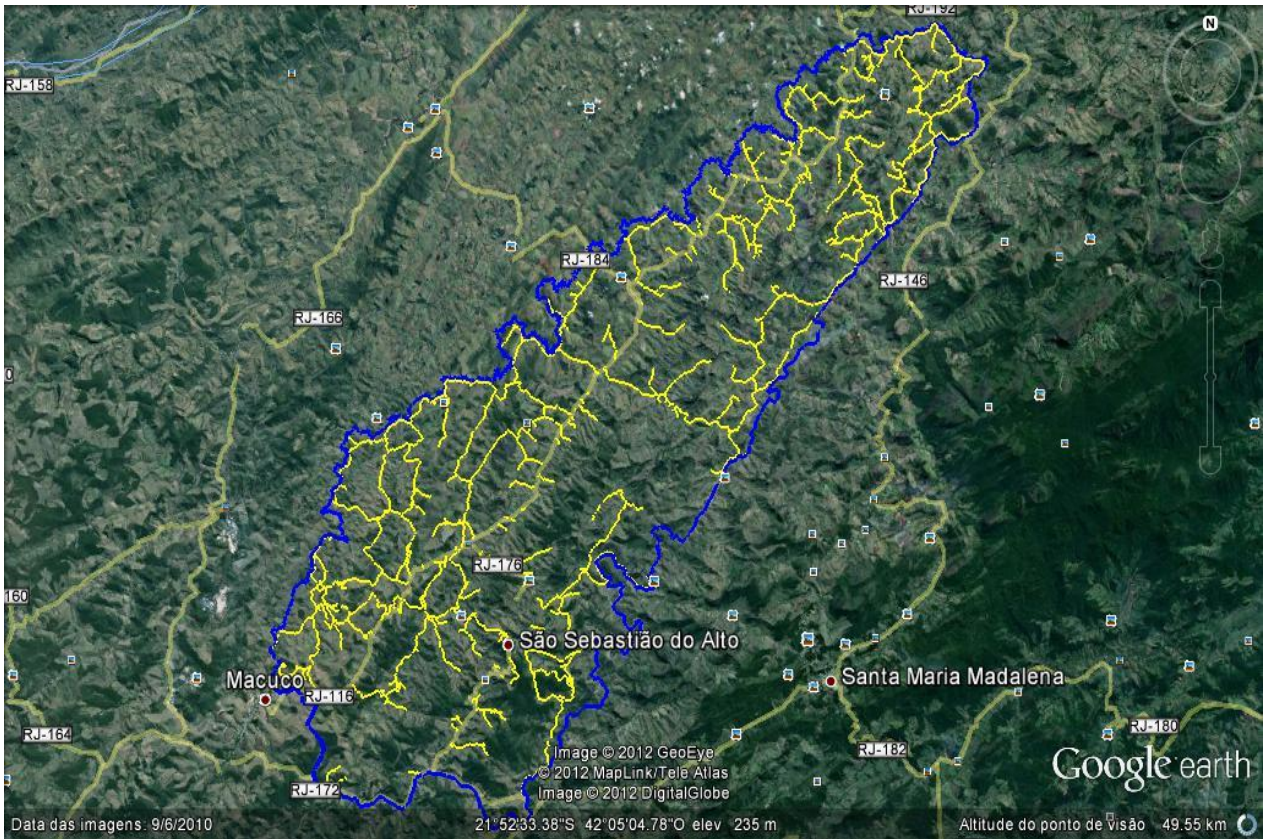 RJ-192
N
RJ-158
RJ-184
RJ-146
RJ-166
0
RJ-176
160
São Sebastião do Alto
Macuco
Santa Maria Madalena
RJ-116
RJ-164
RJ-180
RJ-182
RJ-172
Image © 2012 GeoEye
© 2012 MapLink/Tele Atlas
Image © 2012 DigitalGlobe
Google earth
Data das imagens: 9/6/2010
21°52'33.38"S 42°05'04.78"O elev 235 m
Altitude do ponto de visão 49.55 km